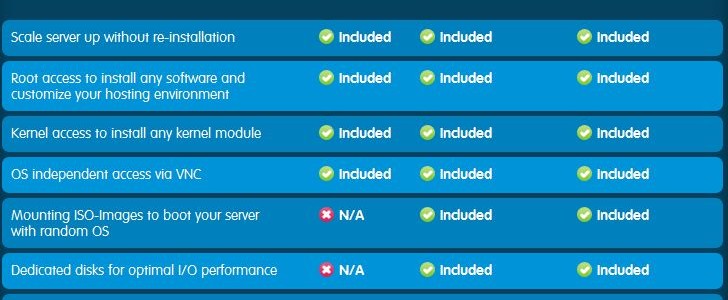 Scale server up without re-installation Included Included Included
Root access to install any software and Included Included Included
customize your hosting environment
Kernel access to install any kernel module Included Included Included
OS independent access via VNC Included Included Included
Mounting ISO-Images to boot your server N/A Included Included
with random OS
Dedicated disks for optimal I/O performance N/A Included Included